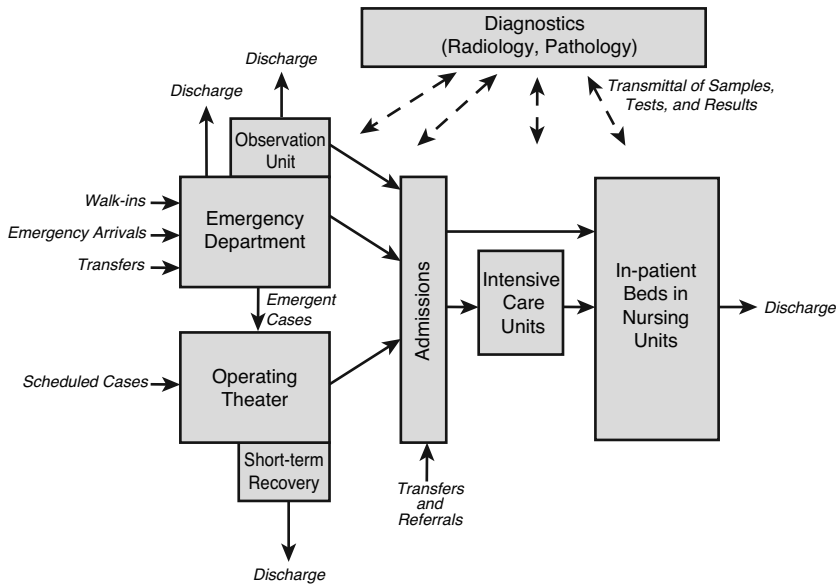 Diagnostics
(Radiology, Pathology)
Discharge
Discharge
Transmittal of Samples,
Tests, and Results
Observation
Unit
Walk-ins
Emergency Arrivals
Transfers
Emergency
Department
Emergent
Cases
Admissions
Intensive
Care
Units
In-patient
Beds in
Nursing
Units
Discharge
Scheduled Cases
Operating
Theater
Short-term
Recovery
Transfers
and
Referrals
Discharge